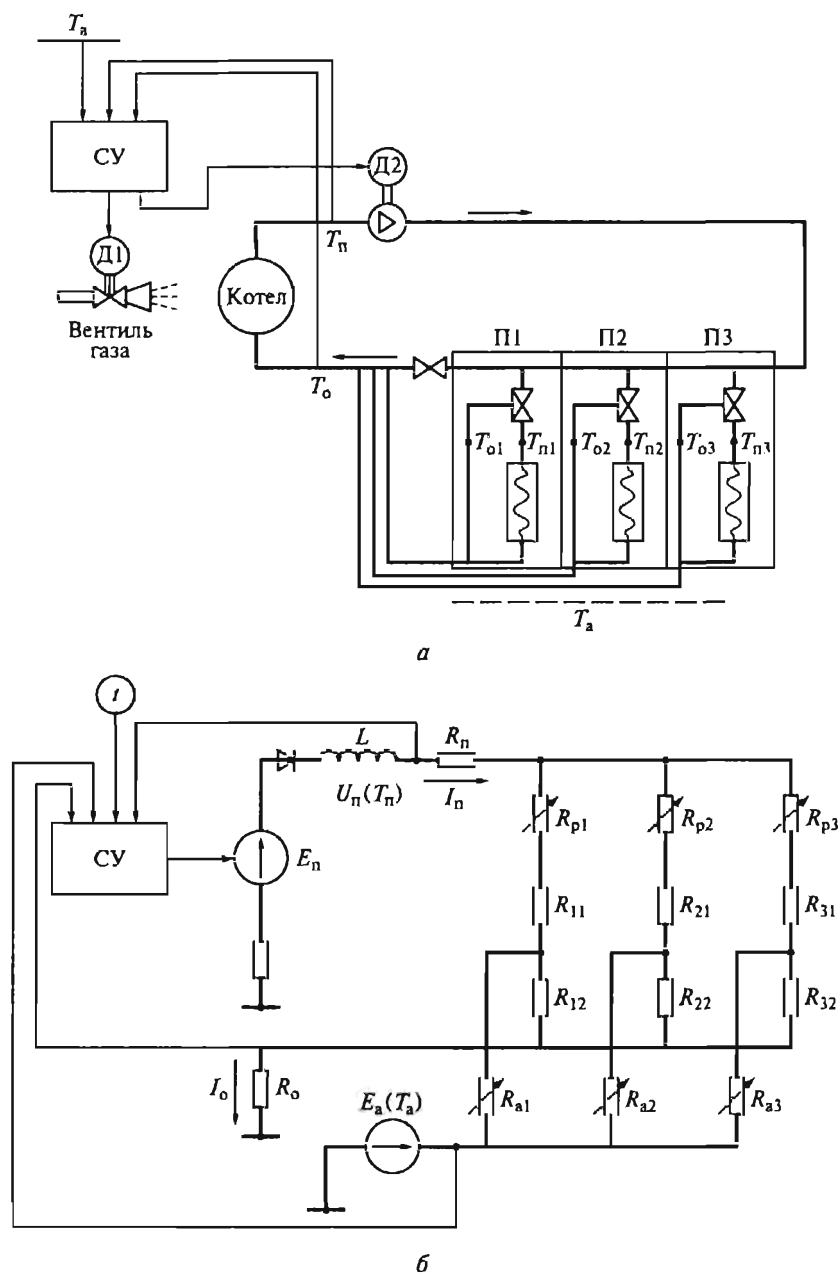 Tа
СУ
Д2
Tп
Д1
Котел
Вентиль
газа
П1 П2 П3
Tо
Tо1 Tп1 Tо2 Tп2 Tо3 Tп3
Tа
а
t
L
Rп
Uп(Tп)
Iп
СУ
Eп
Rр1 Rр2 Rр3
R11 R21 R31
R12 R22 R32
Iо
Rо
Eа(Tа)
Rа1 Rа2 Rа3
б